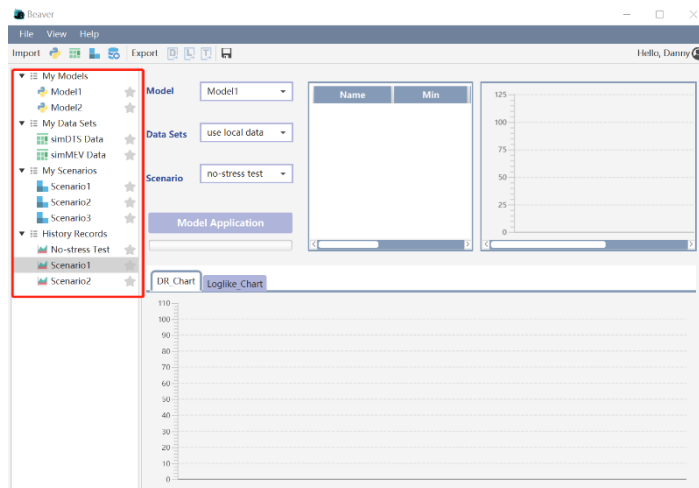 Beaver
File View Help
Import Export D L T Hello, Danny
My Models
Model1
Model2
My Data Sets
simDTS Data
simMEV Data
My Scenarios
Scenario1
Scenario2
Scenario3
History Records
No-stress Test
Scenario1
Scenario2
Model Model1
Data Sets use local data
Scenario no-stress test
Model Application
Name Min
125
100
75
50
25
0
DR_Chart Loglike_Chart
110
100
90
80
70
60
50
40
30
20
10
0